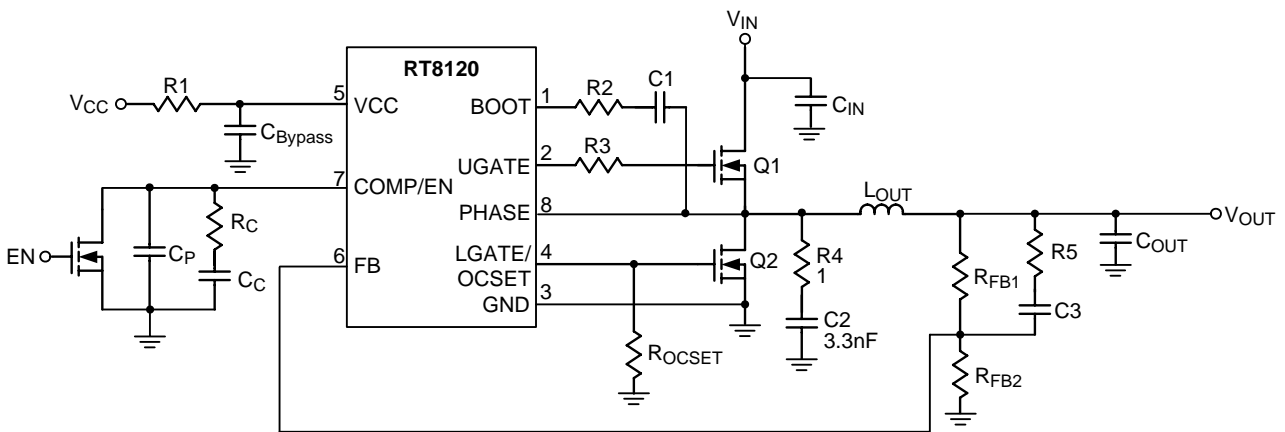 VIN
RT8120
R1
VCC
5
VCC
CBypass
BOOT
1
R2
C1
CIN
UGATE
2
R3
Q1
7
COMP/EN
PHASE
8
LOUT
VOUT
RC
CP
CC
EN
6
FB
LGATE/
OCSET
4
Q2
R4
1
RFB1
R5
COUT
GND
3
C2
3.3nF
C3
ROCSET
RFB2